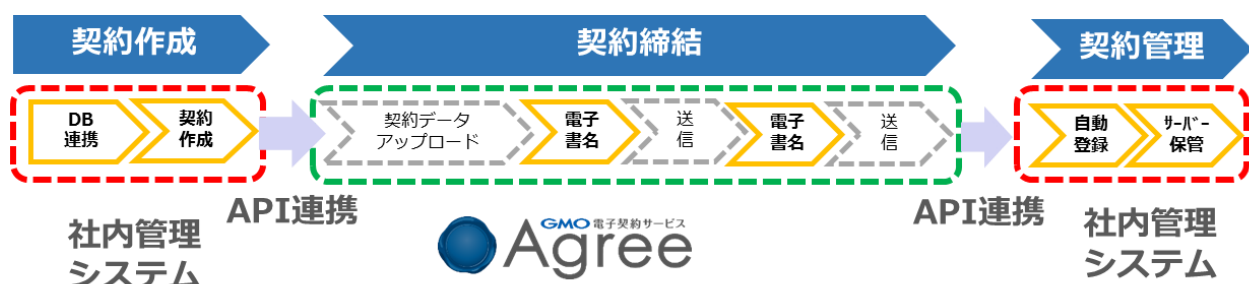 契約作成
契約締結
契約管理
DB
連携
契約
作成
契約データ
アップロード
電子
書名
送
信
電子
書名
送
信
自動
登録
ｻｰﾊﾞｰ
保管
API連携
API連携
社内管理
システム
GMO 電子契約サービス
Agree
社内管理
システム